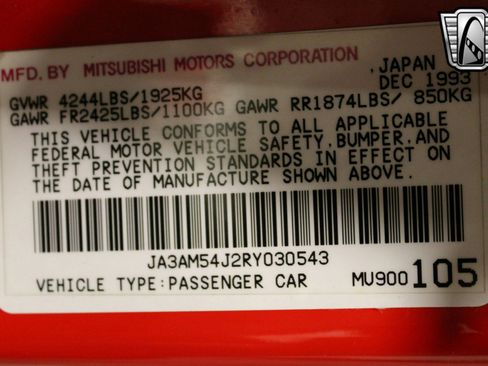 MFD. BY MITSUBISHI MOTORS CORPORATION , JAPAN
DEC 1993
GVWR 4244LBS/1925KG
GAWR FR2425LBS/1100KG GAWR RR1874LBS/ 850KG
THIS VEHICLE CONFORMS TO ALL APPLICABLE
FEDERAL MOTOR VEHICLE SAFETY, BUMPER, AND
THEFT PREVENTION STANDARDS IN EFFECT ON
THE DATE OF MANUFACTURE SHOWN ABOVE.
JA3AM54J2RY030543
VEHICLE TYPE:PASSENGER CAR MU900105